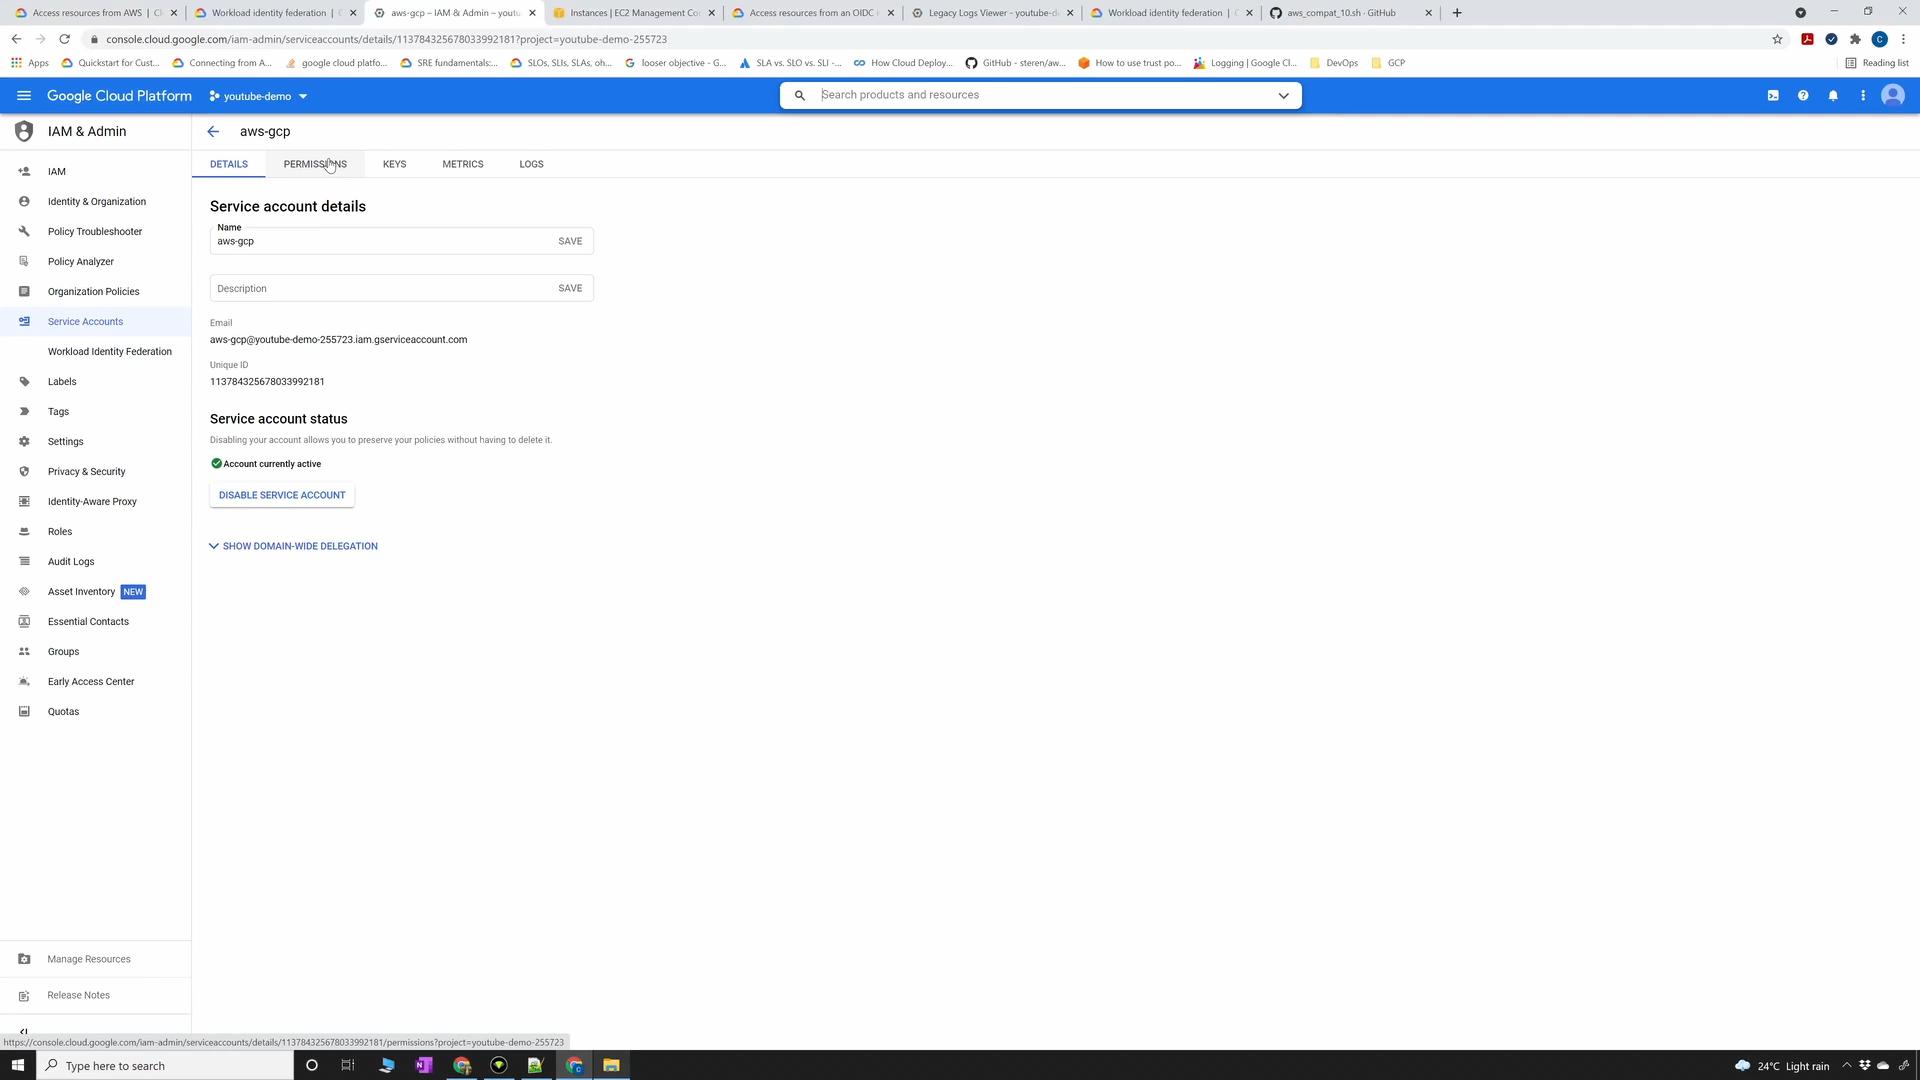 Access resources from AWS | Cl
Workload identity federation | C
aws-gcp – IAM & Admin – youtu
Instances | EC2 Management Co
Access resources from an OIDC i
Legacy Logs Viewer - youtube-d
Workload identity federation | C
aws_compat_10.sh · GitHub
console.cloud.google.com/iam-admin/serviceaccounts/details/113784325678033992181?project=youtube-demo-255723
C
Apps
Quickstart for Cust...
Connecting from A...
google cloud platfo...
SRE fundamentals:...
SLOs, SLIs, SLAs, oh...
looser objective - G...
SLA vs. SLO vs. SLI -...
How Cloud Deploy...
GitHub - steren/aw...
How to use trust po...
Logging | Google Cl...
DevOps
GCP
Reading list
Google Cloud Platform
youtube-demo
Search products and resources
IAM & Admin
aws-gcp
DETAILS
PERMISSIONS
KEYS
METRICS
LOGS
IAM
Identity & Organization
Policy Troubleshooter
Policy Analyzer
Organization Policies
Service Accounts
Workload Identity Federation
Labels
Tags
Settings
Privacy & Security
Identity-Aware Proxy
Roles
Audit Logs
Asset Inventory NEW
Essential Contacts
Groups
Early Access Center
Quotas
Manage Resources
Release Notes
Service account details
Name
aws-gcp
SAVE
Description
SAVE
Email
aws-gcp@youtube-demo-255723.iam.gserviceaccount.com
Unique ID
113784325678033992181
Service account status
Disabling your account allows you to preserve your policies without having to delete it.
Account currently active
DISABLE SERVICE ACCOUNT
SHOW DOMAIN-WIDE DELEGATION
https://console.cloud.google.com/iam-admin/serviceaccounts/details/113784325678033992181/permissions?project=youtube-demo-255723
Type here to search
24°C Light rain